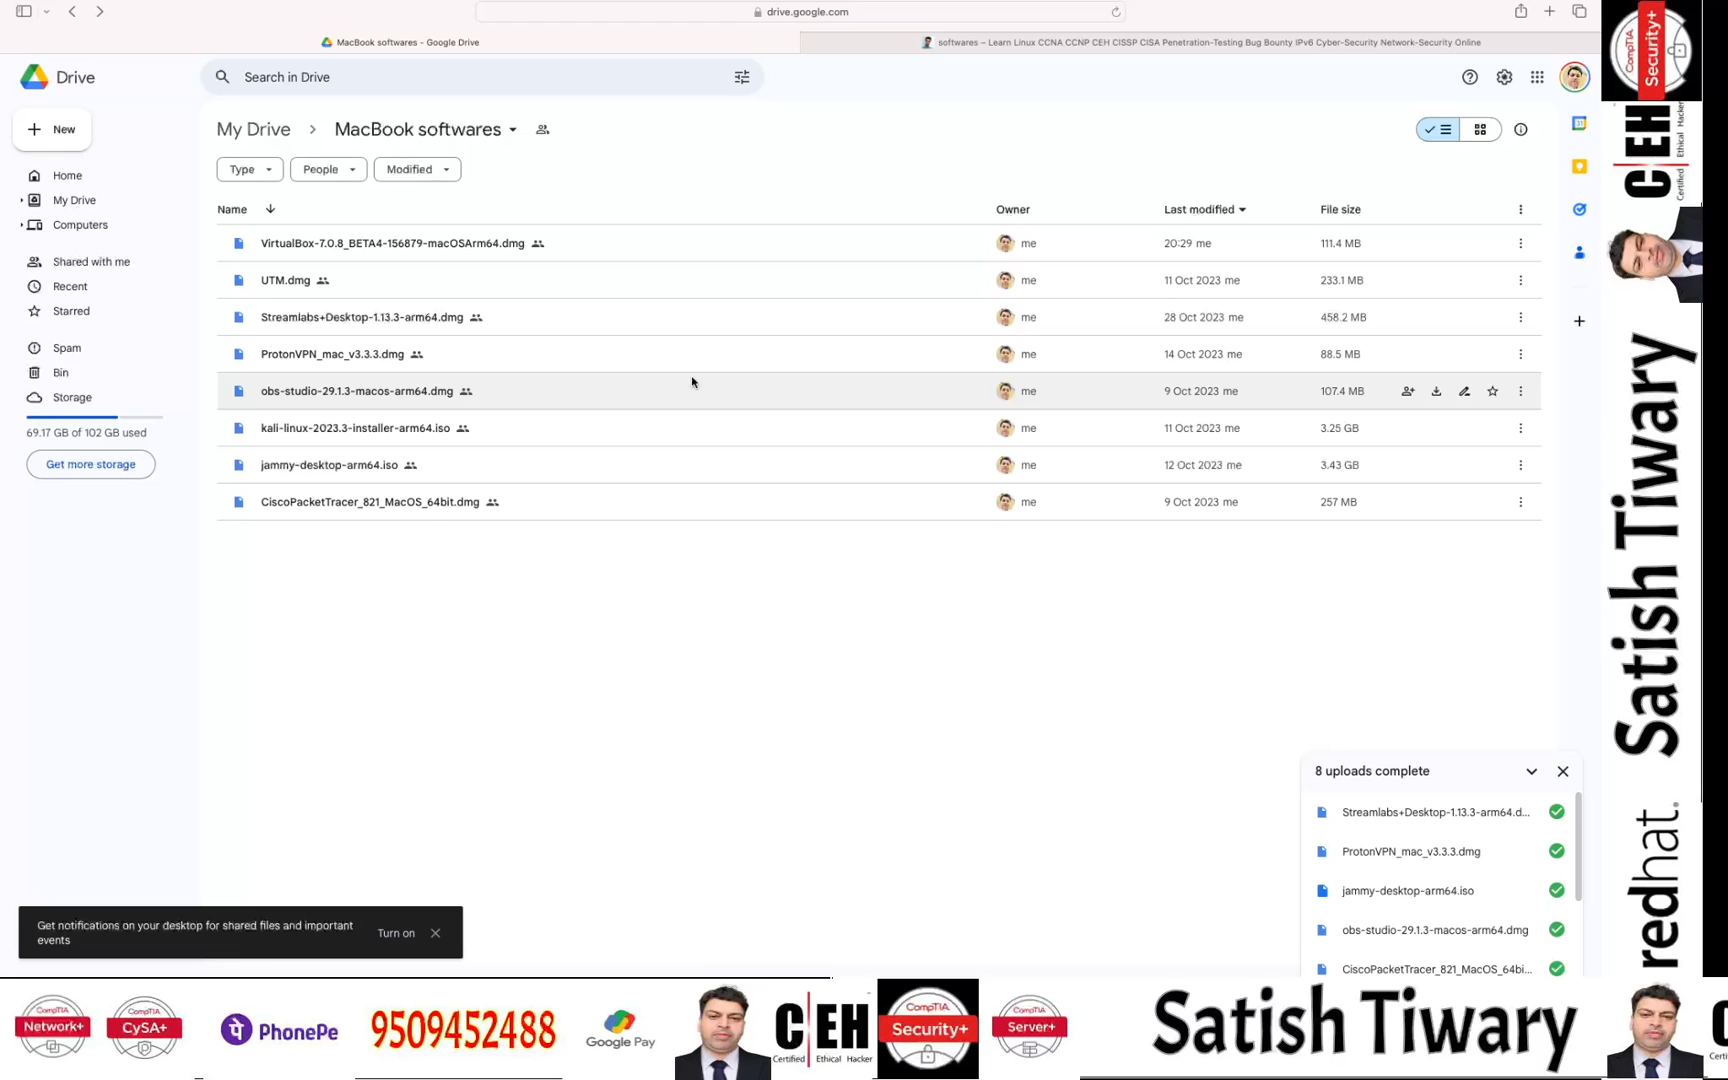 drive.google.com
MacBook softwares - Google Drive
softwares – Learn Linux CCNA CCNP CEH CISSP CISA Penetration-Testing Bug Bounty IPv6 Cyber-Security Network-Security Online
Drive
Search in Drive
New
Home
My Drive
Computers
Shared with me
Recent
Starred
Spam
Bin
Storage
69.17 GB of 102 GB used
Get more storage
My Drive > MacBook softwares
Type
People
Modified
Name Owner Last modified File size
VirtualBox-7.0.8_BETA4-156879-macOSArm64.dmg me 20:29 me 111.4 MB
UTM.dmg me 11 Oct 2023 me 233.1 MB
Streamlabs+Desktop-1.13.3-arm64.dmg me 28 Oct 2023 me 458.2 MB
ProtonVPN_mac_v3.3.3.dmg me 14 Oct 2023 me 88.5 MB
obs-studio-29.1.3-macos-arm64.dmg me 9 Oct 2023 me 107.4 MB
kali-linux-2023.3-installer-arm64.iso me 11 Oct 2023 me 3.25 GB
jammy-desktop-arm64.iso me 12 Oct 2023 me 3.43 GB
CiscoPacketTracer_821_MacOS_64bit.dmg me 9 Oct 2023 me 257 MB
8 uploads complete
Streamlabs+Desktop-1.13.3-arm64.d...
ProtonVPN_mac_v3.3.3.dmg
jammy-desktop-arm64.iso
obs-studio-29.1.3-macos-arm64.dmg
CiscoPacketTracer_821_MacOS_64bi...
Get notifications on your desktop for shared files and important
events
Turn on
CompTIA
Security+
CEH
Certified Ethical Hacker
Satish Tiwary
redhat.
CompTIA
Network+
CompTIA
CySA+
PhonePe
9509452488
Google Pay
CEH
Certified Ethical Hacker
CompTIA
Security+
CompTIA
Server+
Satish Tiwary